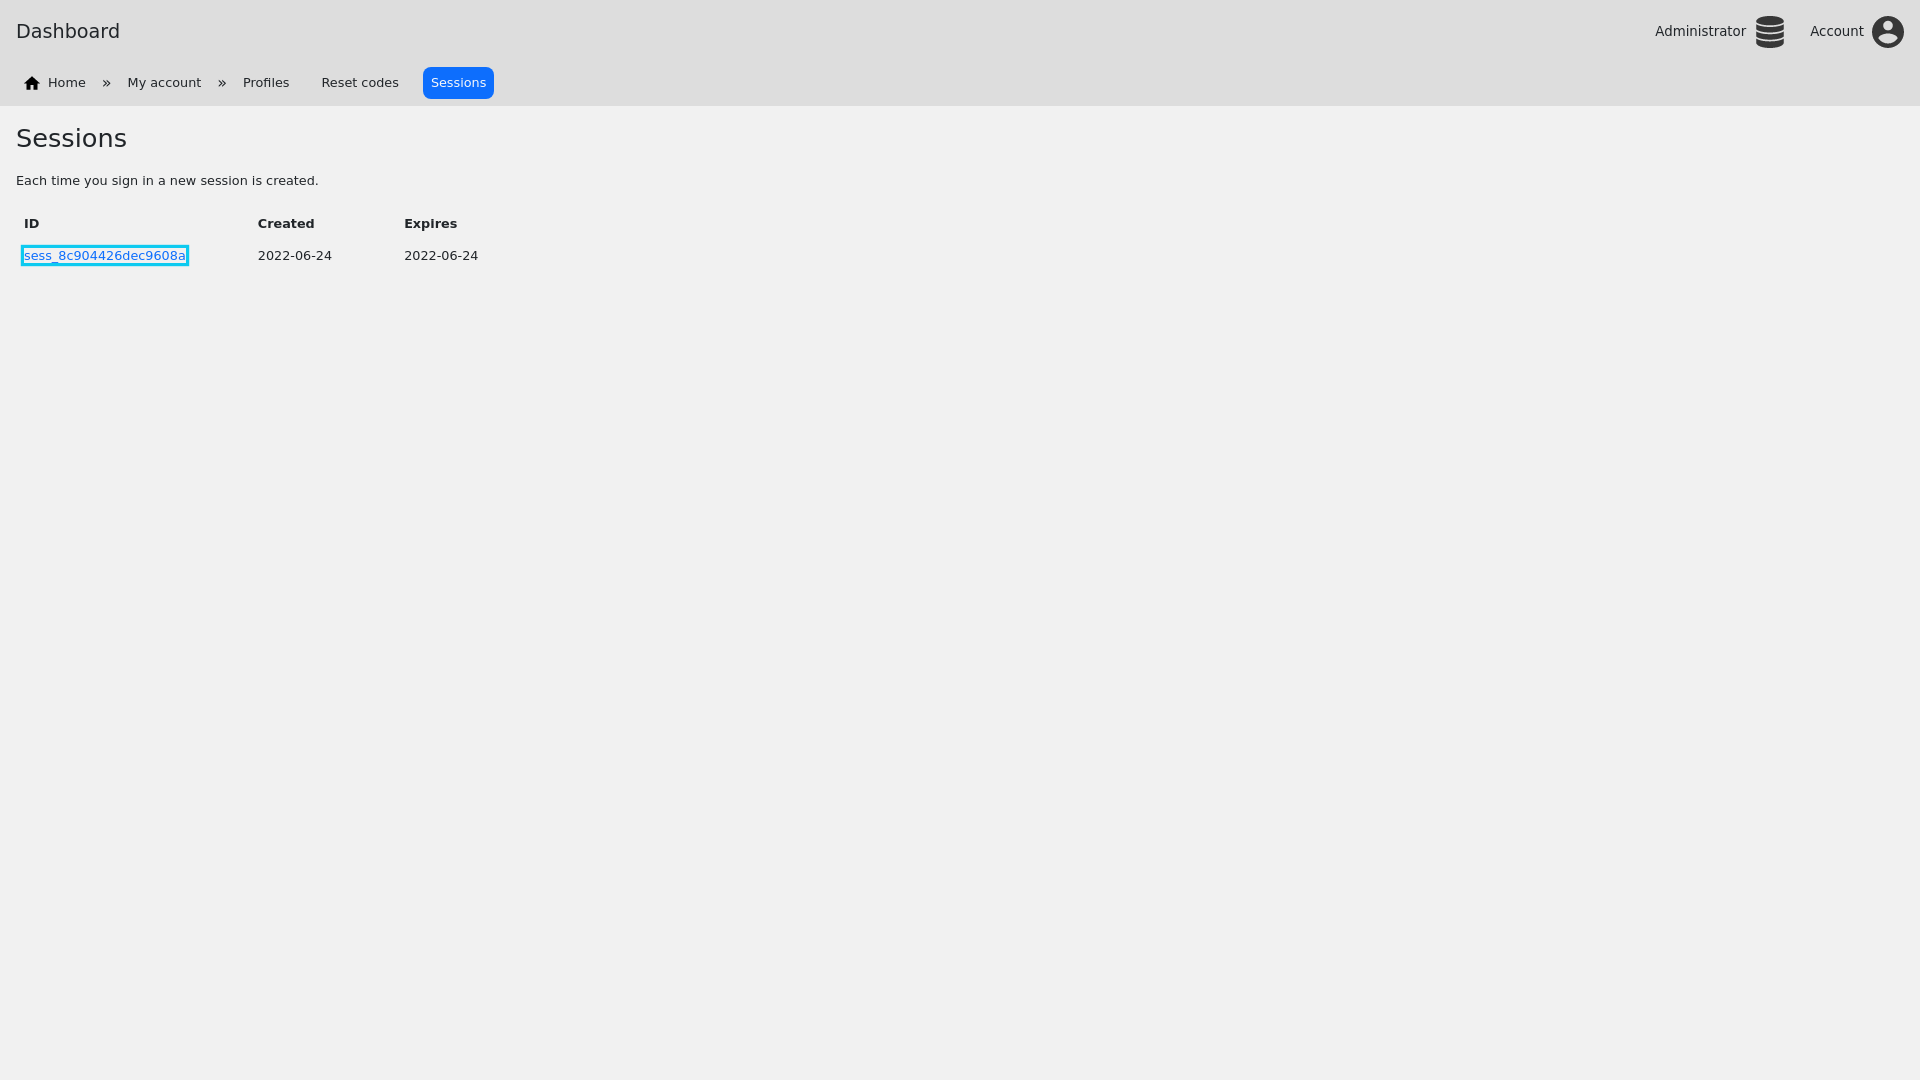 Dashboard
Administrator
Account
Home » My account » Profiles Reset codes Sessions
Sessions
Each time you sign in a new session is created.
ID Created Expires
sess_8c904426dec9608a 2022-06-24 2022-06-24